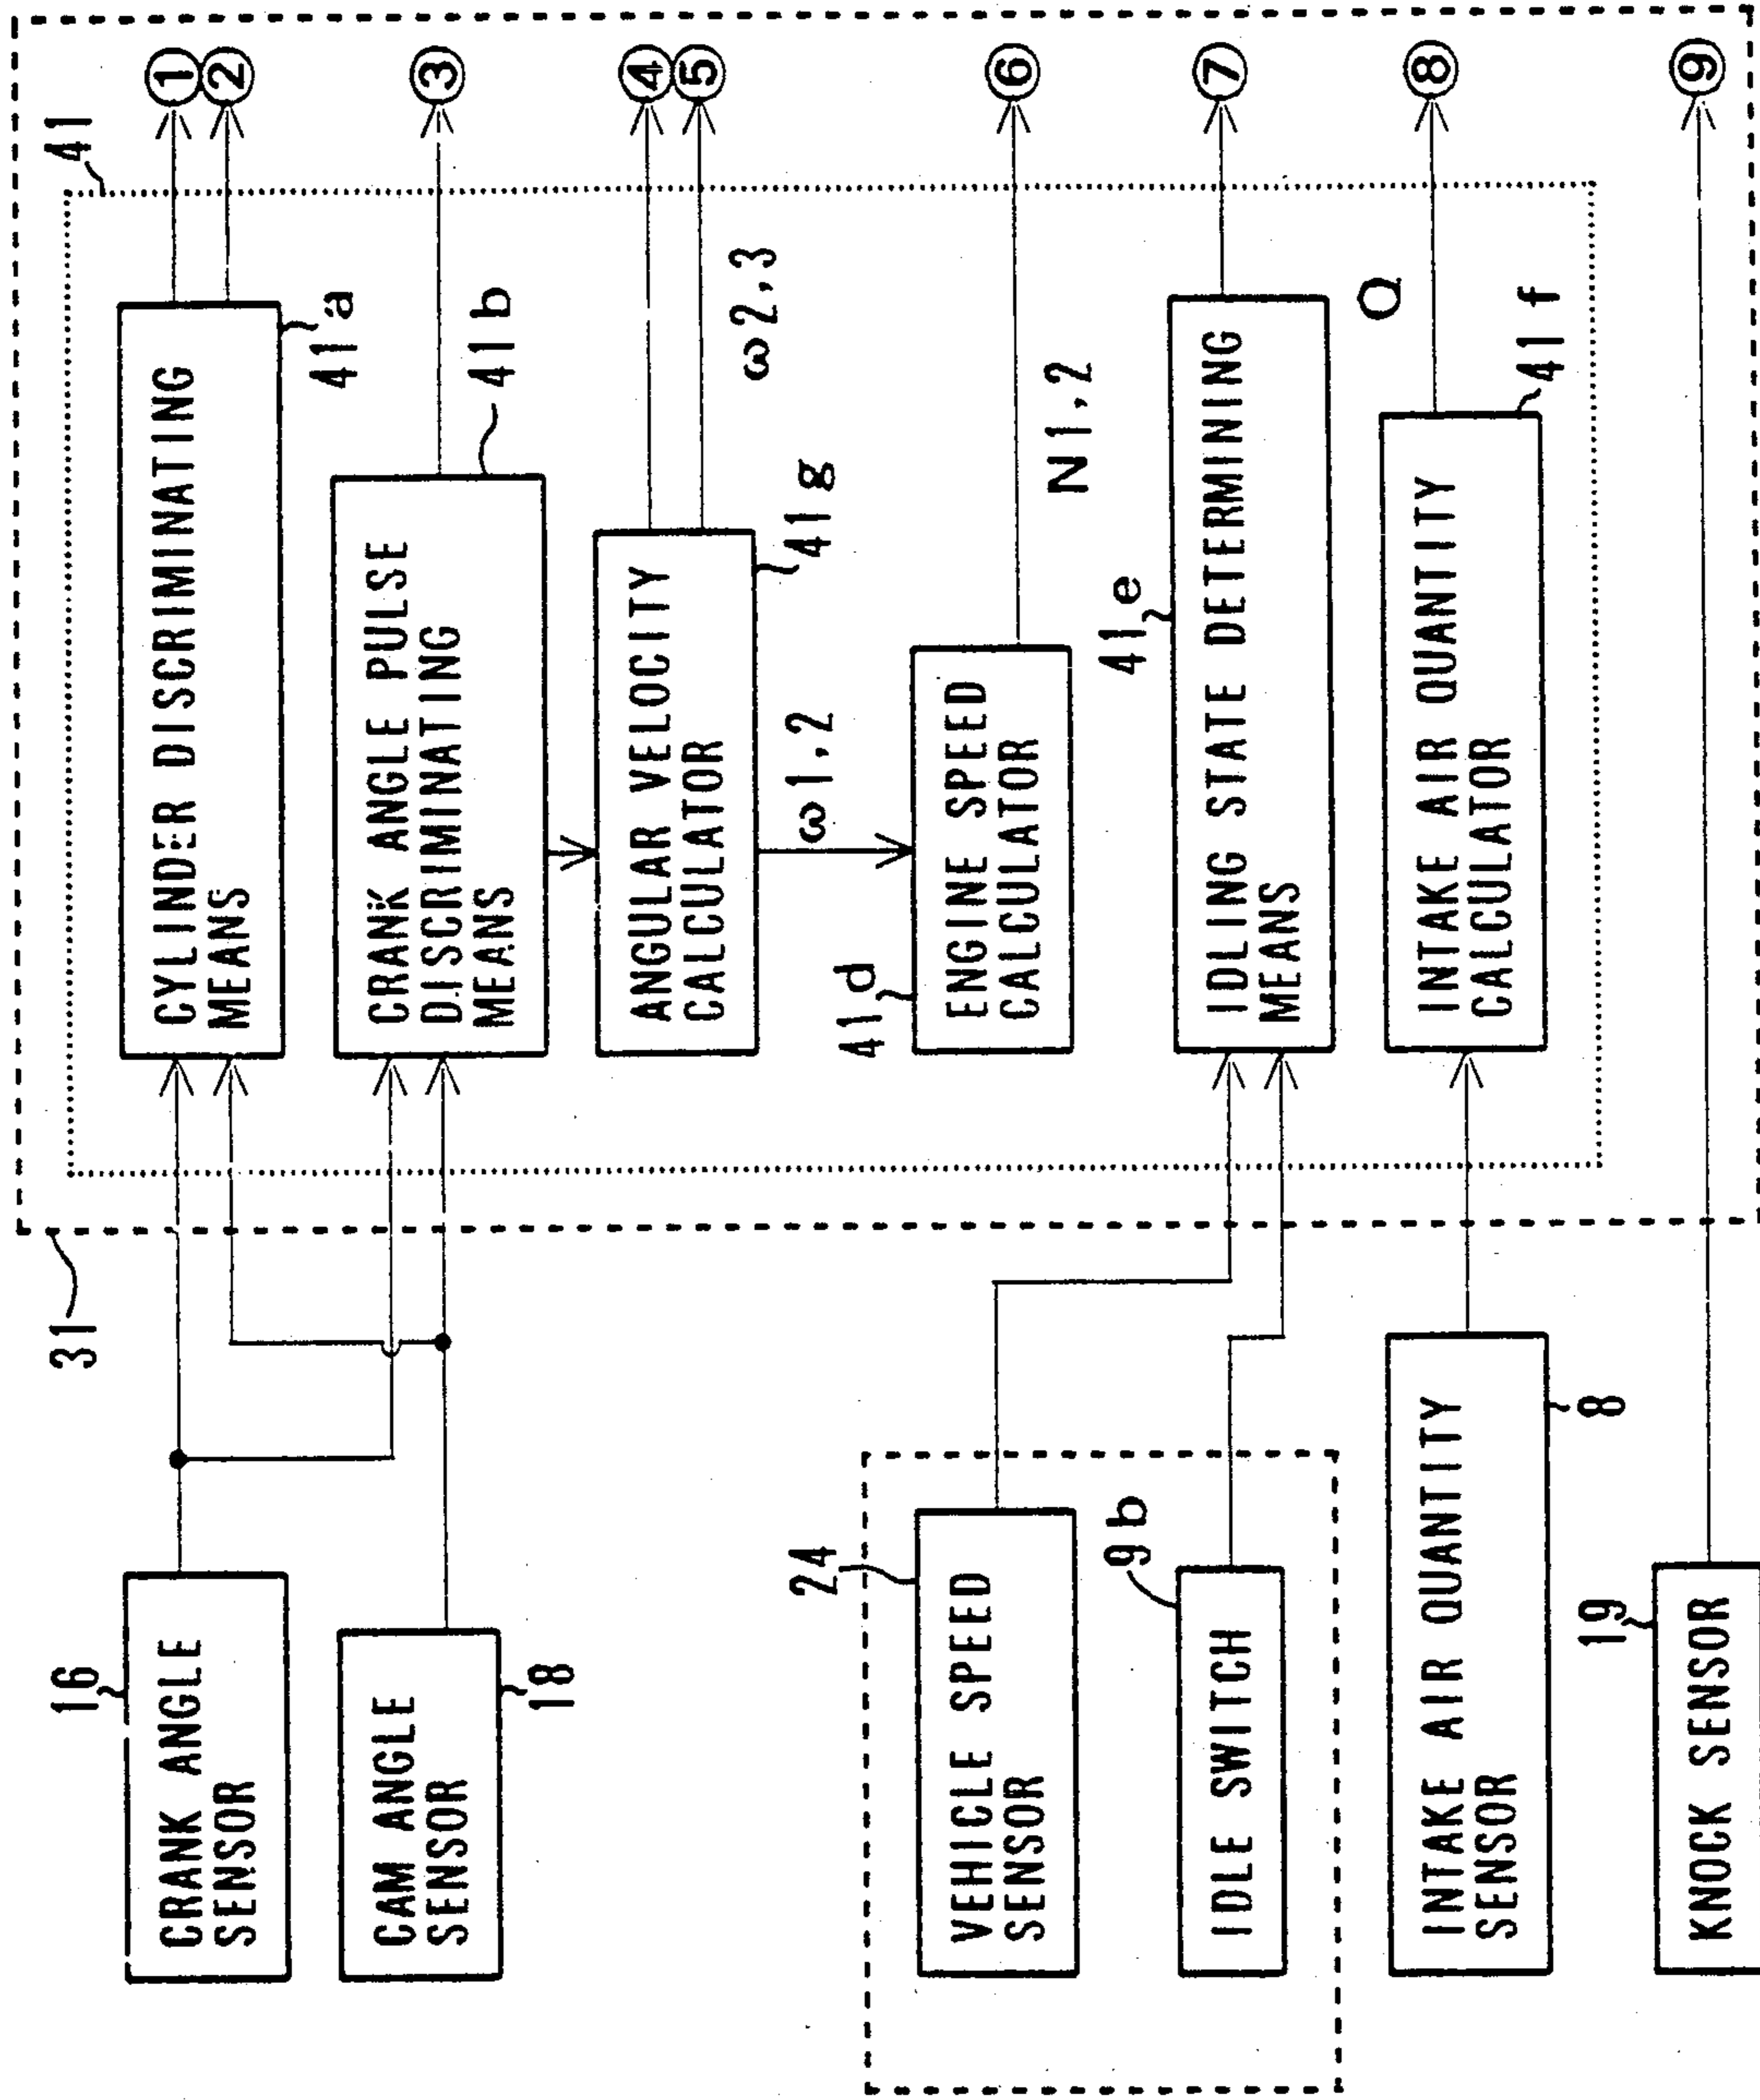 16
CRANK ANGLE
SENSOR
CAM ANGLE
SENSOR
18
24
VEHICLE SPEED
SENSOR
9b
IDLE SWITCH
INTAKE AIR QUANTITY
SENSOR
8
19
KNOCK SENSOR
31
41
CYLINDER DISCRIMINATING
MEANS
41a
CRANK ANGLE PULSE
DISCRIMINATING
MEANS
41b
ANGULAR VELOCITY
CALCULATOR
41g
ω1,2
ω2,3
41d
ENGINE SPEED
CALCULATOR
N1,2
41e
IDLING STATE DETERMINING
MEANS
INTAKE AIR QUANTITY
CALCULATOR
41f
Q
①
②
③
④
⑤
⑥
⑦
⑧
⑨